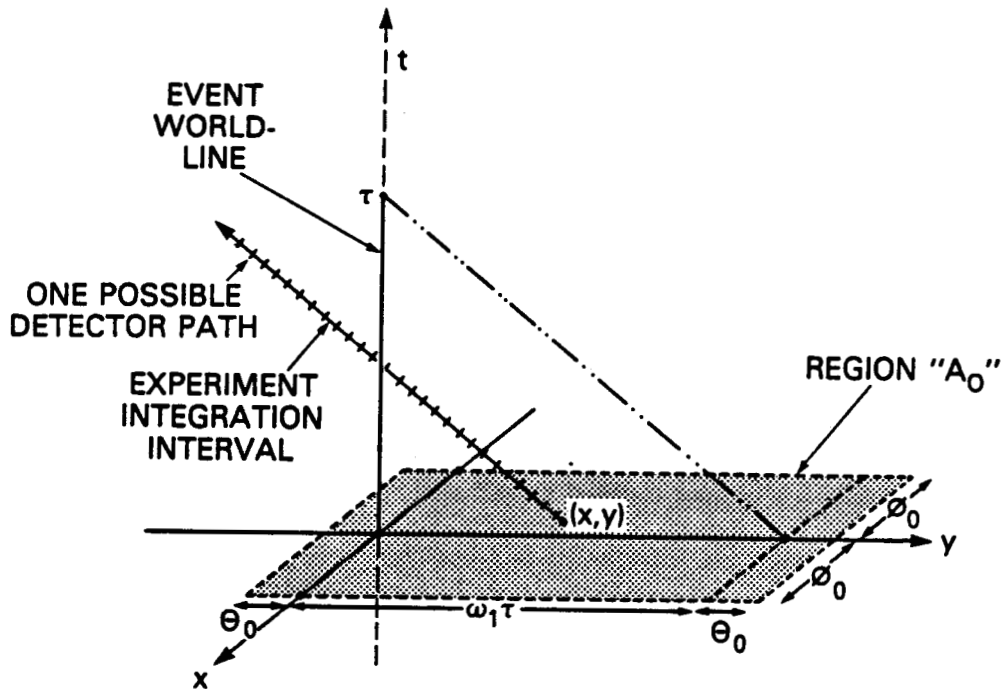 t
EVENT
WORLD-
LINE
τ
ONE POSSIBLE
DETECTOR PATH
EXPERIMENT
INTEGRATION
INTERVAL
REGION "A₀"
(x,y)
ø₀
y
ø₀
θ₀
ω₁τ
θ₀
x